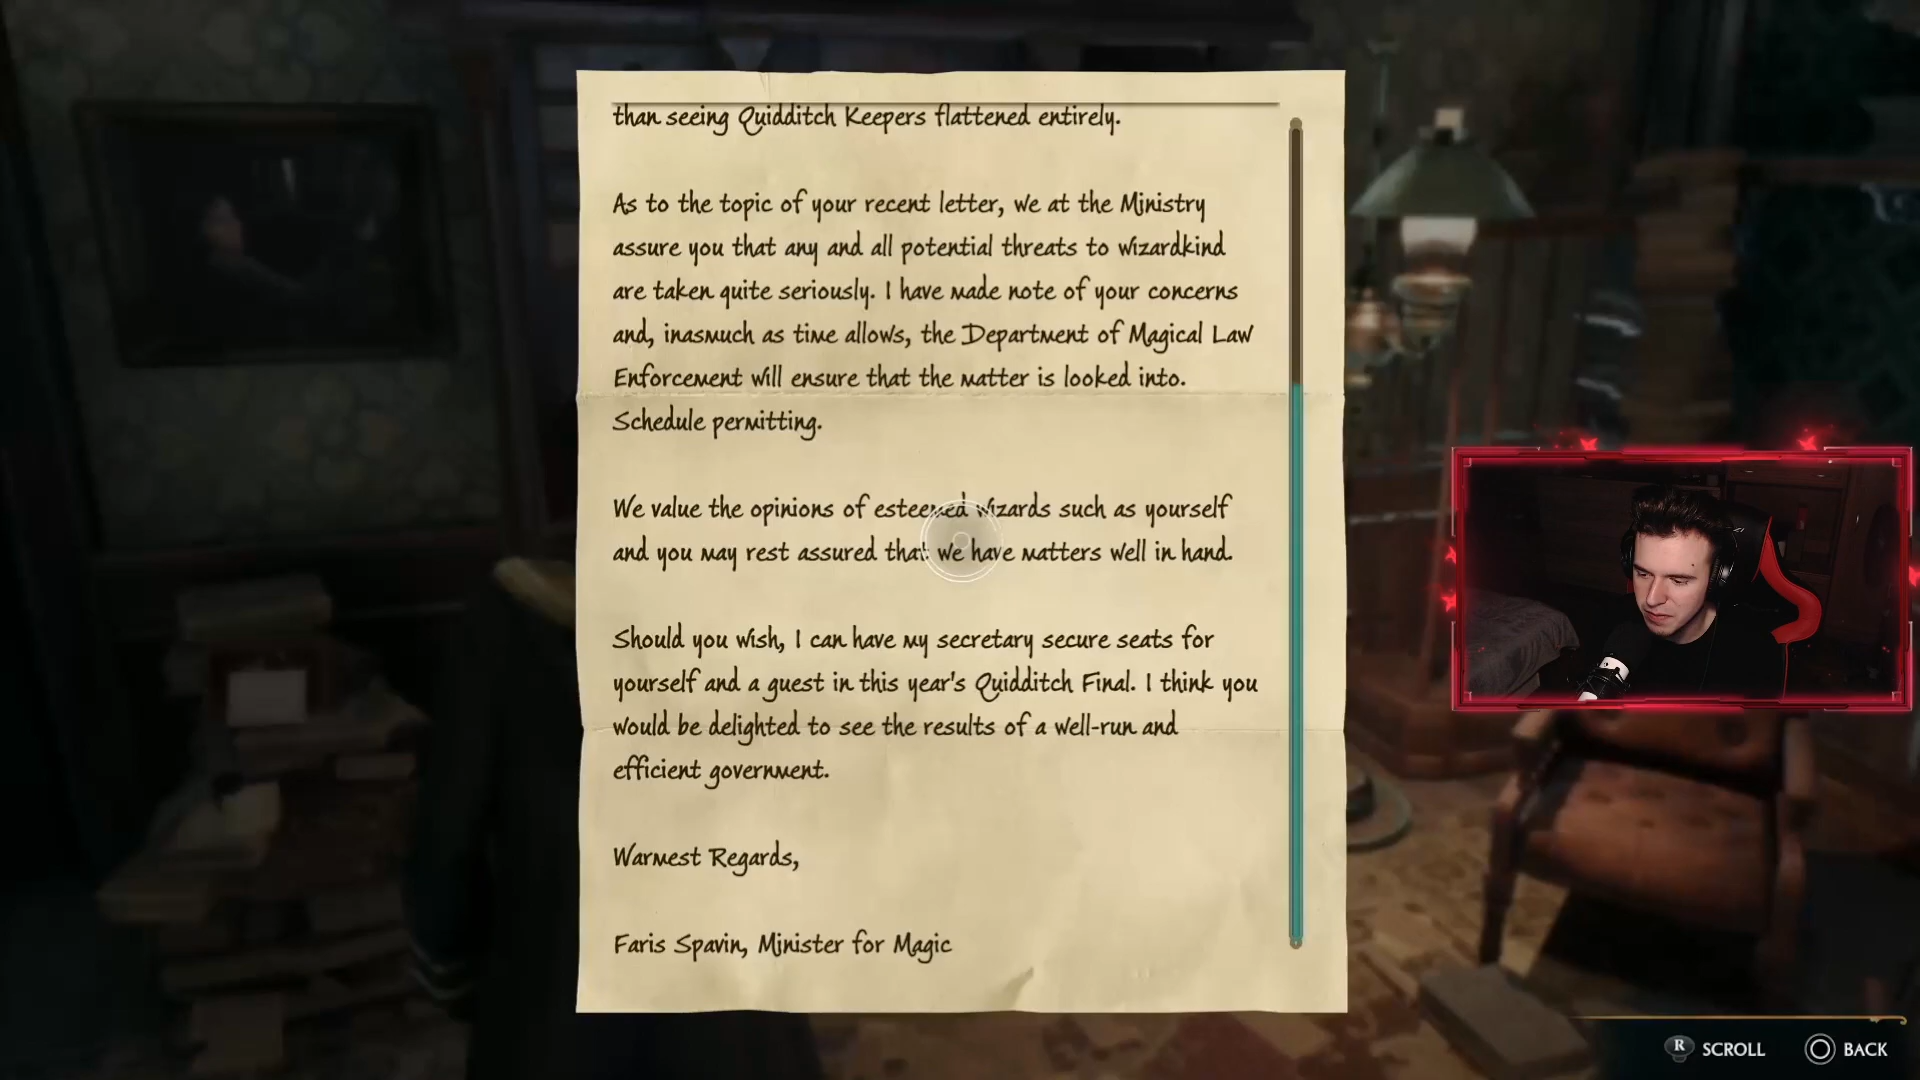 than seeing Quidditch Keepers flattened entirely.
As to the topic of your recent letter, we at the Ministry
assure you that any and all potential threats to wizardkind
are taken quite seriously. I have made note of your concerns
and, inasmuch as time allows, the Department of Magical Law
Enforcement will ensure that the matter is looked into.
Schedule permitting.
We value the opinions of esteemed wizards such as yourself
and you may rest assured that we have matters well in hand.
Should you wish, I can have my secretary secure seats for
yourself and a guest in this year's Quidditch Final. I think you
would be delighted to see the results of a well-run and
efficient government.
Warmest Regards,
Faris Spavin, Minister for Magic
R SCROLL BACK